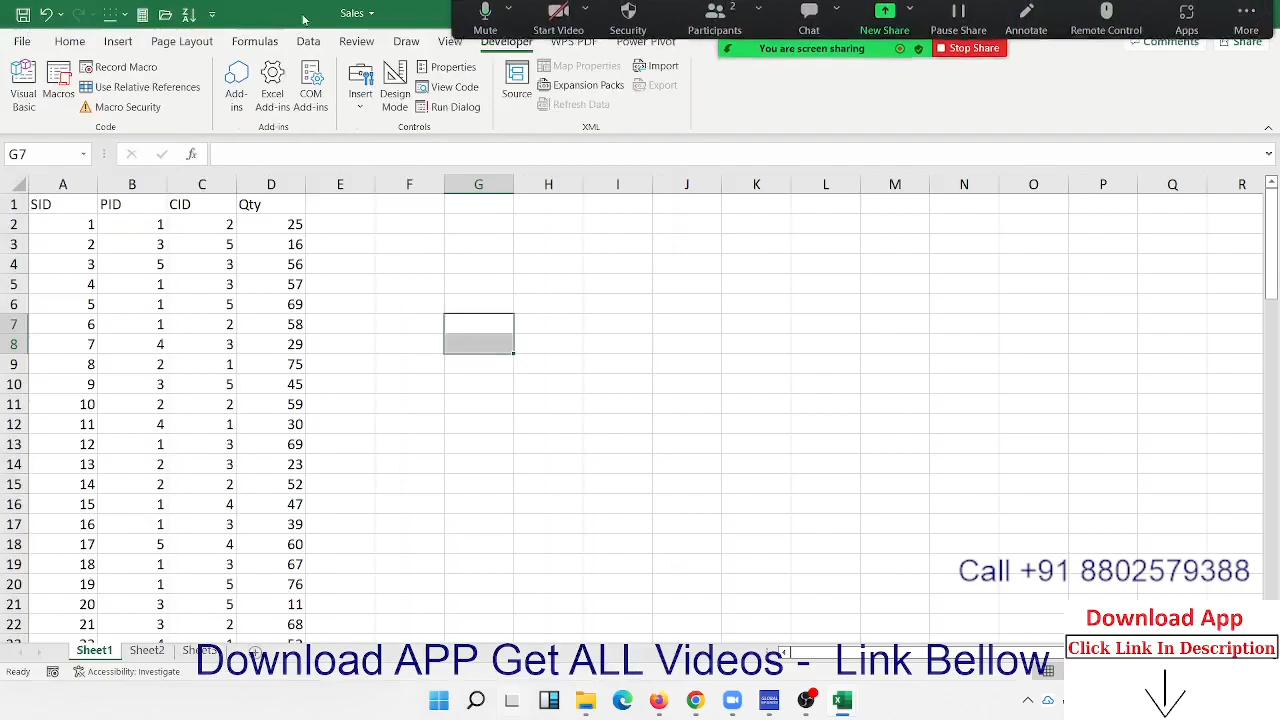 Sales
Mute
Start Video
Security
2
Participants
Chat
New Share
Pause Share
Annotate
Remote Control
Apps
More
You are screen sharing
Stop Share
File
Home
Insert
Page Layout
Formulas
Data
Review
View
Draw
Developer
WPS PDF
Power Pivot
Comments
Share
Visual Basic
Macros
Use Relative References
Macro Security
Code
Add-ins
Excel Add-ins
COM Add-ins
Add-ins
Insert
Design Mode
Properties
View Code
Run Dialog
Controls
Source
Map Properties
Expansion Packs
Refresh Data
Import
Export
XML
G7
fx
A B C D E F G H I J K L M N O P Q R
1 SID PID CID Qty
2 1 1 2 25
3 2 3 5 16
4 3 5 3 56
5 4 1 3 57
6 5 1 5 69
7 6 1 2 58
8 7 4 3 29
9 8 2 1 75
10 9 3 5 45
11 10 2 2 59
12 11 4 1 30
13 12 1 3 69
14 13 2 3 23
15 14 2 2 52
16 15 1 4 47
17 16 1 3 39
18 17 5 4 60
19 18 1 3 67
20 19 1 5 76
21 20 3 5 11
22 21 3 2 68
Call +91 8802579388
Download App
Click Link In Description
Sheet1 Sheet2
Download APP Get ALL Videos - Link Bellow
Ready
Accessibility: Investigate